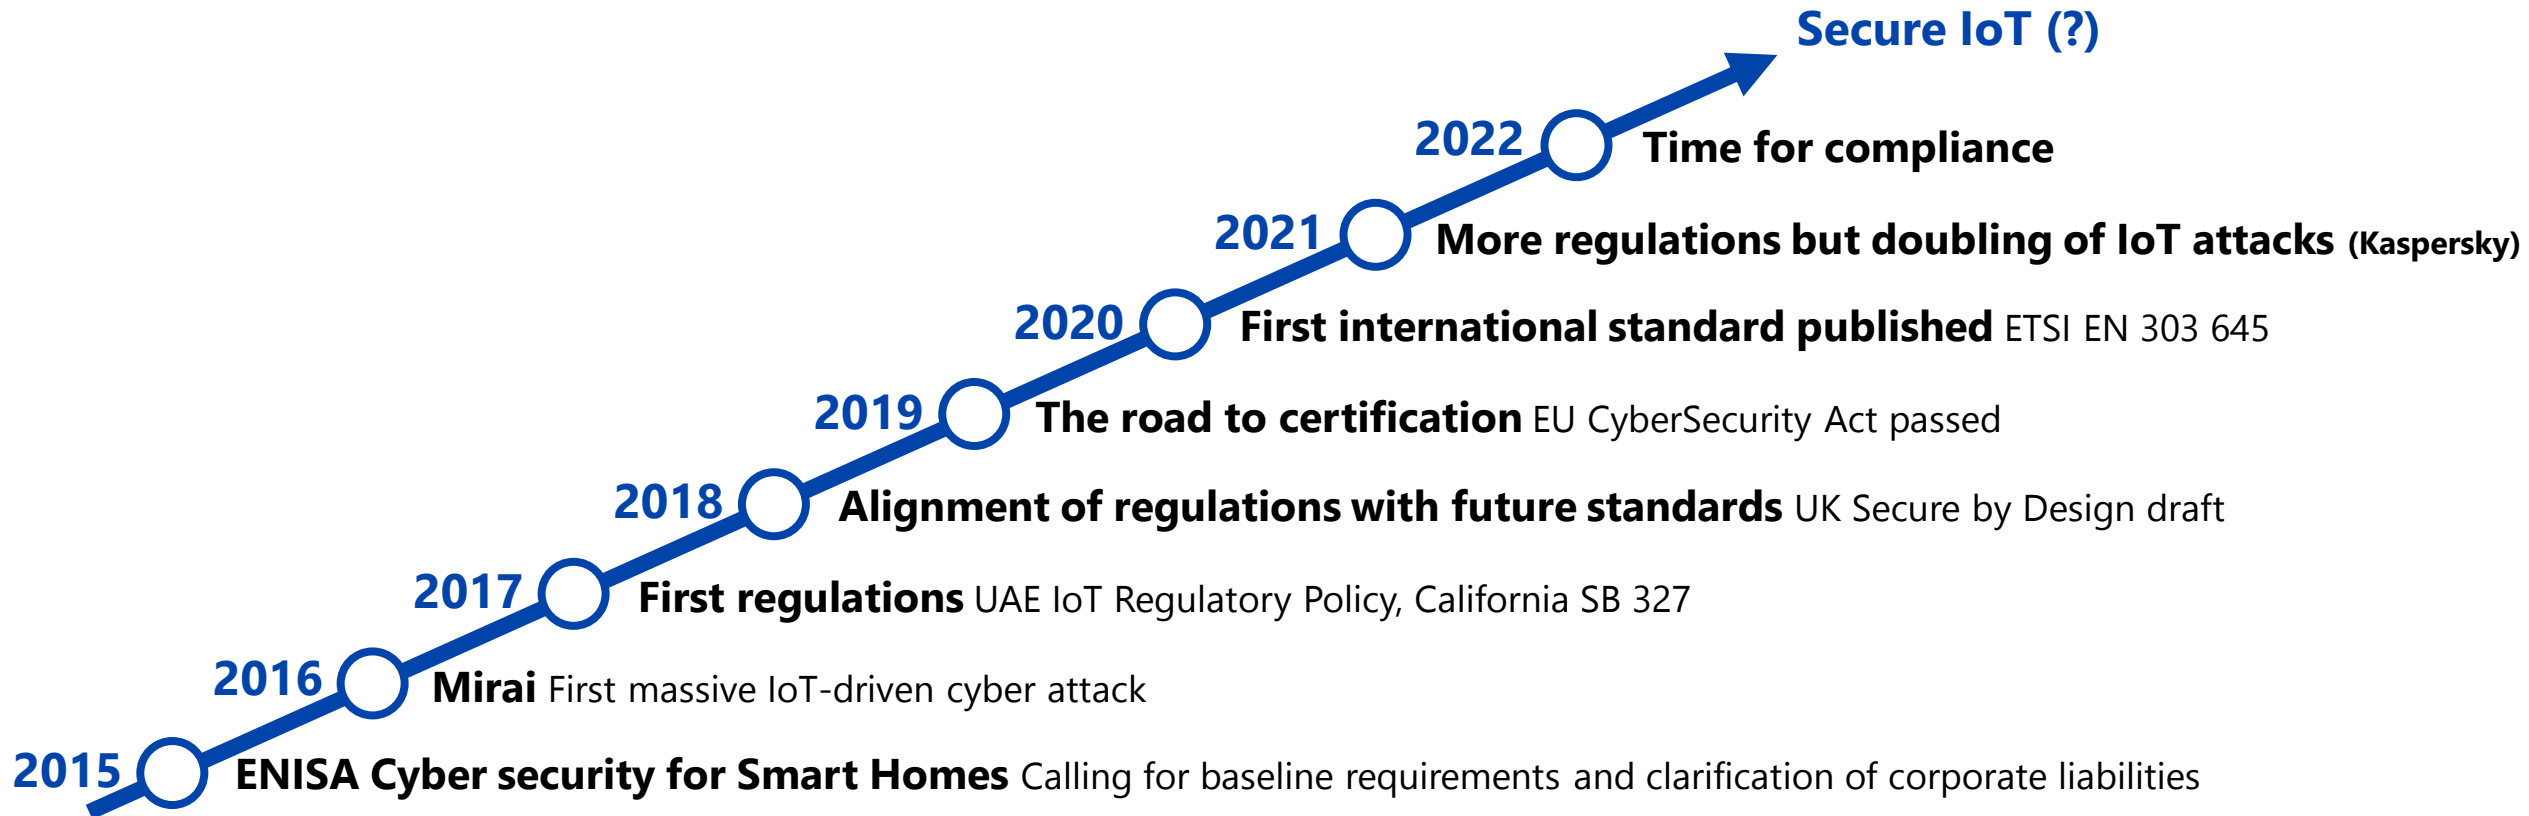 Secure IoT (?)
2022 Time for compliance
2021 More regulations but doubling of IoT attacks (Kaspersky)
2020 First international standard published ETSI EN 303 645
2019 The road to certification EU CyberSecurity Act passed
2018 Alignment of regulations with future standards UK Secure by Design draft
2017 First regulations UAE IoT Regulatory Policy, California SB 327
2016 Mirai First massive IoT-driven cyber attack
2015 ENISA Cyber security for Smart Homes Calling for baseline requirements and clarification of corporate liabilities